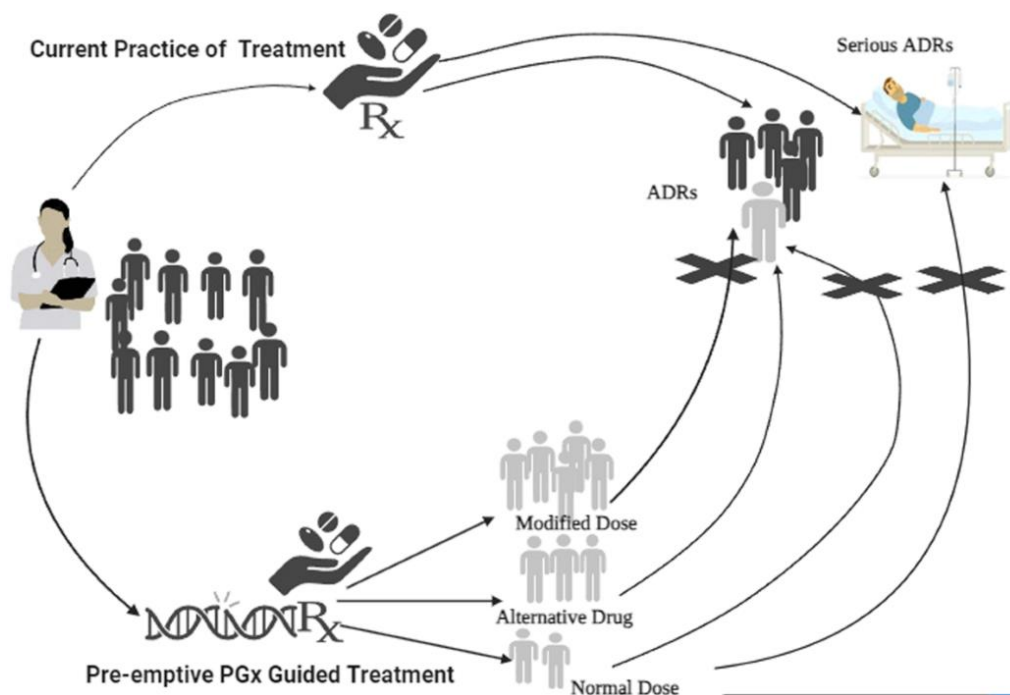 Current Practice of Treatment
Serious ADRs
Rx
ADRs
Modified Dose
Alternative Drug
Rx
Normal Dose
Pre-emptive PGx Guided Treatment